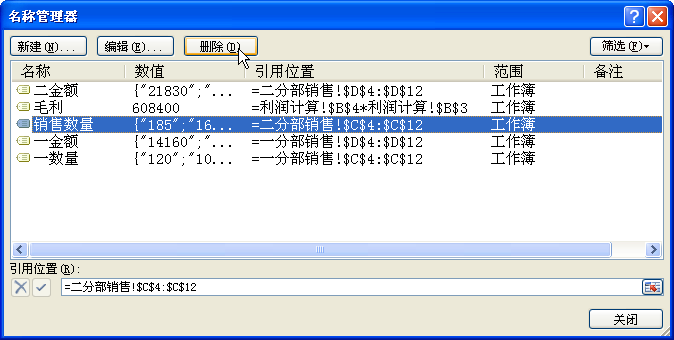 名称管理器
新建(N)... 编辑(E)... 删除(D) 筛选(F)
名称 数值 引用位置 范围 备注
二金额 {"21830";"... =二分部销售!$D$4:$D$12 工作簿
毛利 608400 =利润计算!$B$4*利润计算!$B$3 工作簿
销售数量 {"185";"16... =二分部销售!$C$4:$C$12 工作簿
一金额 {"14160";"... =一分部销售!$D$4:$D$12 工作簿
一数量 {"120";"10... =一分部销售!$C$4:$C$12 工作簿
引用位置(R):
=二分部销售!$C$4:$C$12
关闭